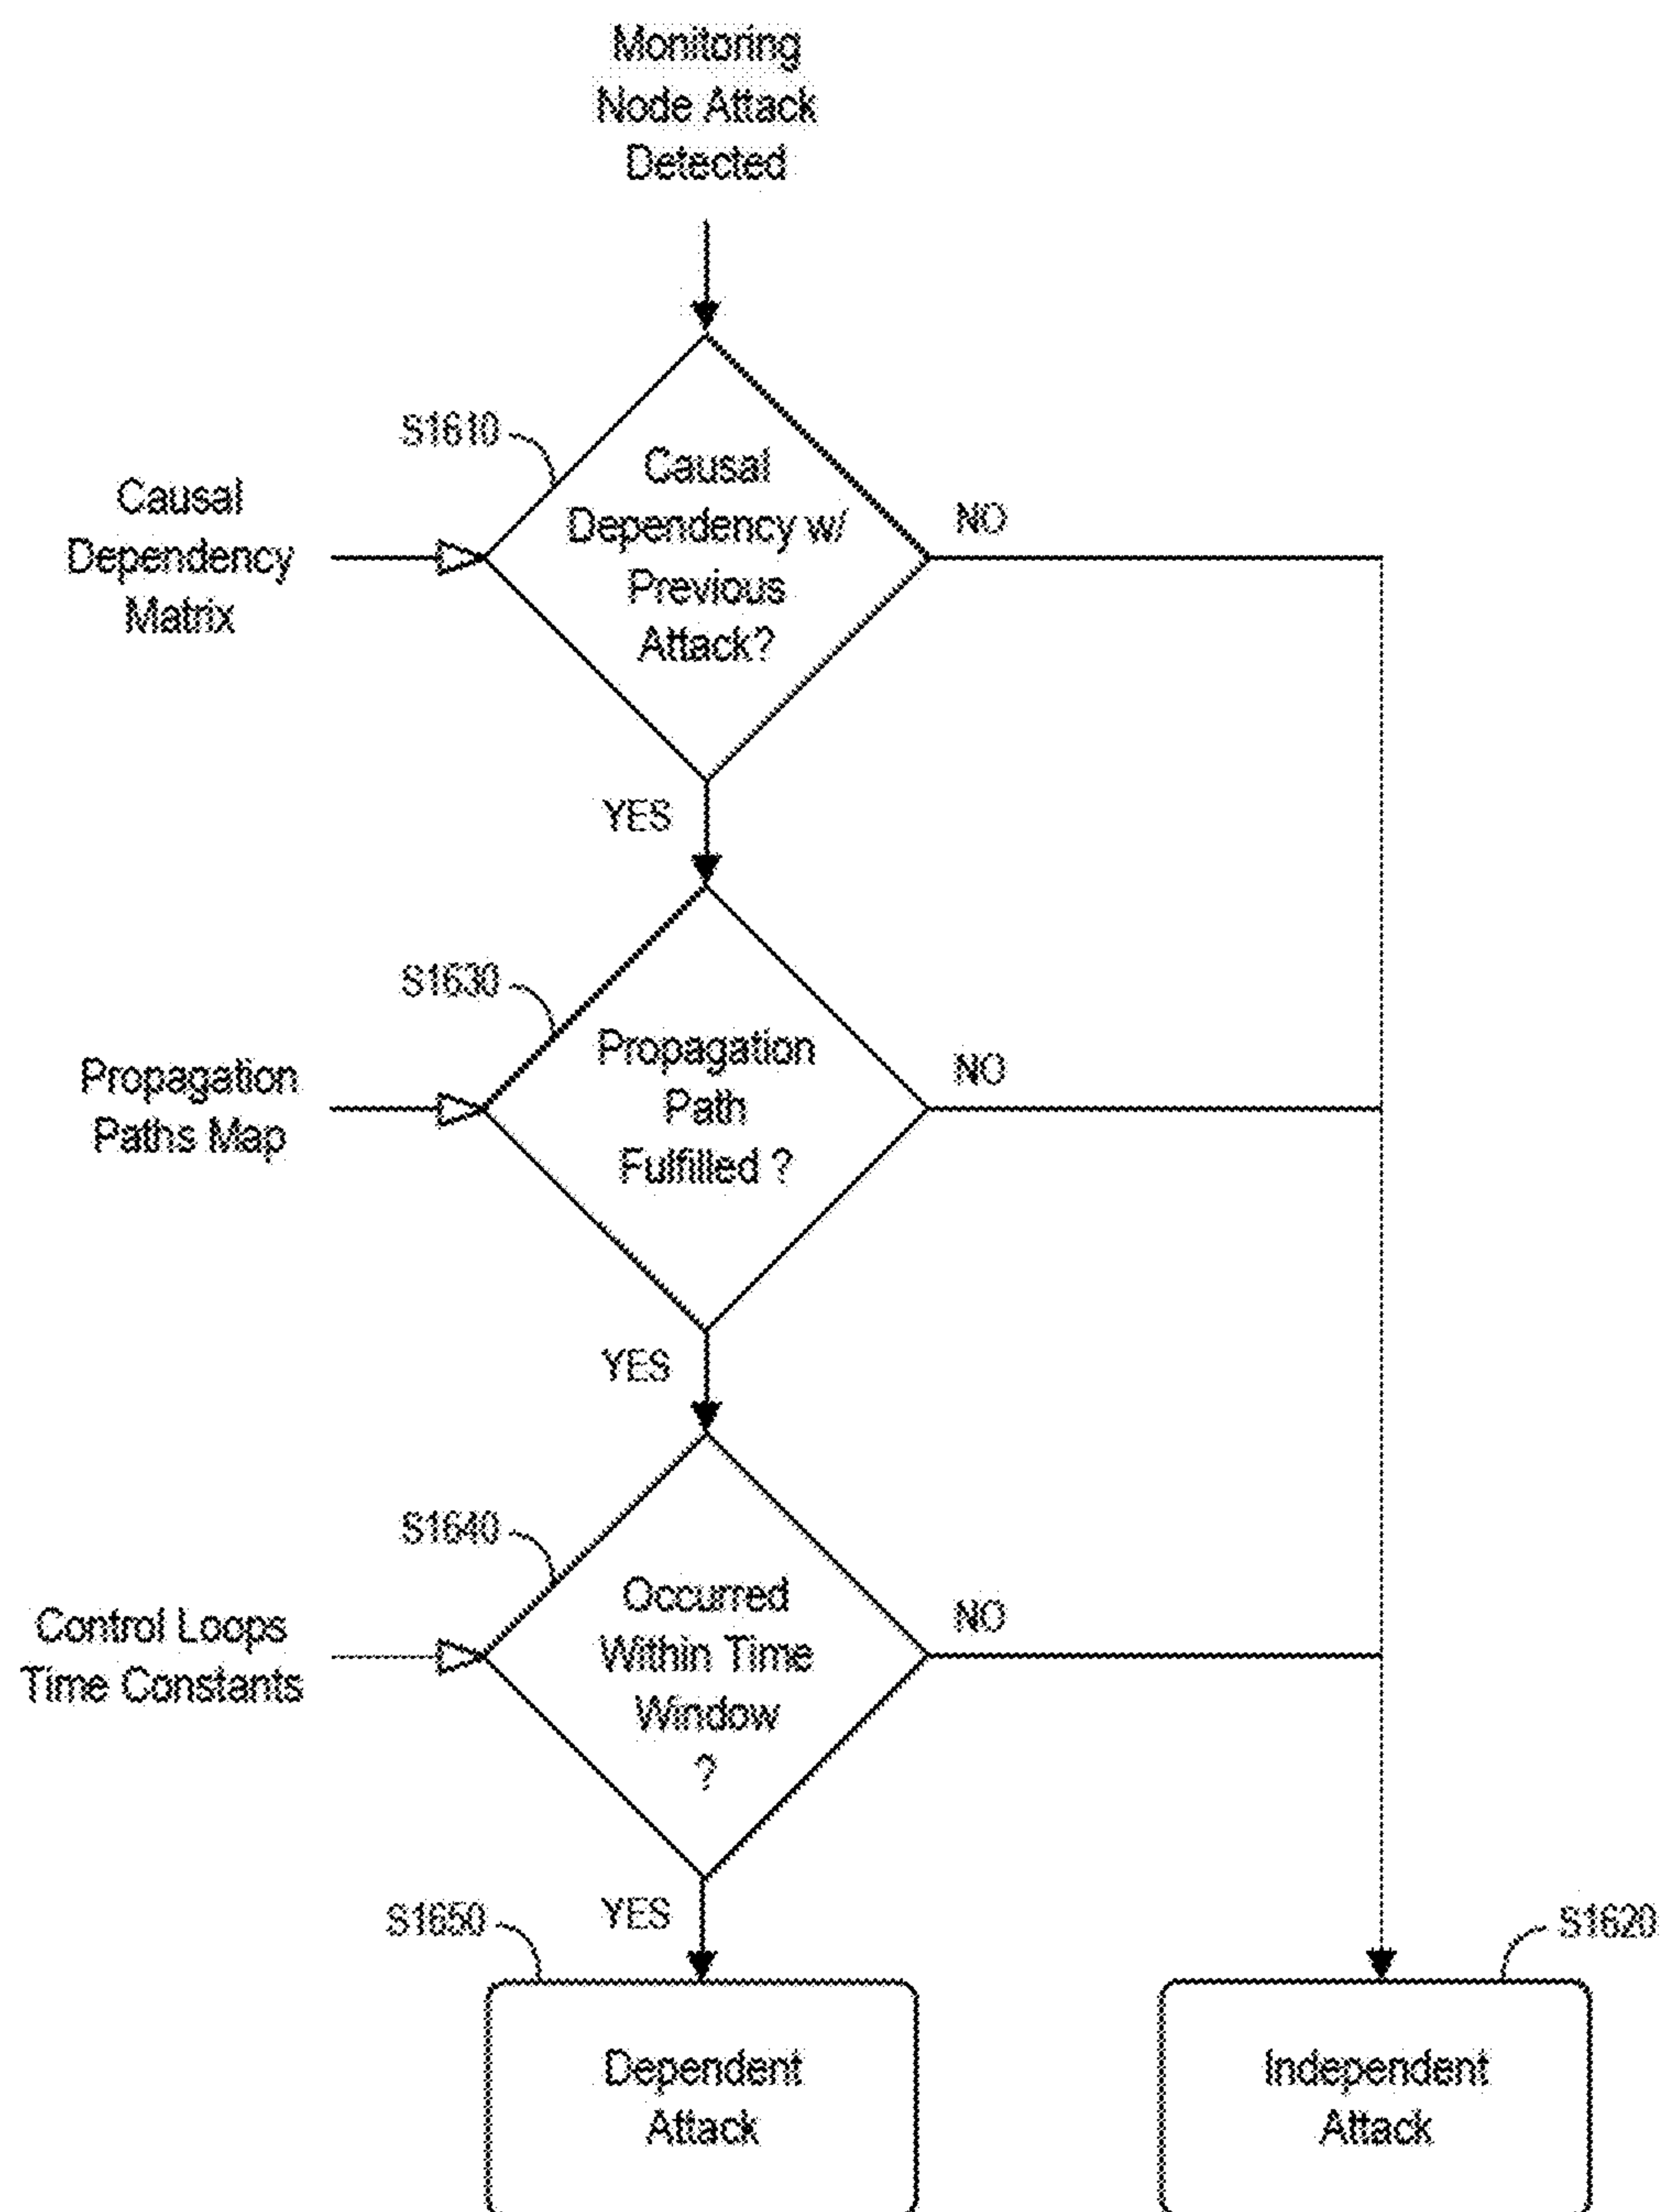 Monitoring
Node Attack
Detected
S1610
Causal
Dependency
Matrix
Causal
Dependency w/
Previous
Attack?
NO
YES
S1630
Propagation
Paths Map
Propagation
Path
Fulfilled ?
NO
YES
S1640
Control Loops
Time Constants
Occurred
Within Time
Window
?
NO
YES
S1650
S1620
Dependent
Attack
Independent
Attack